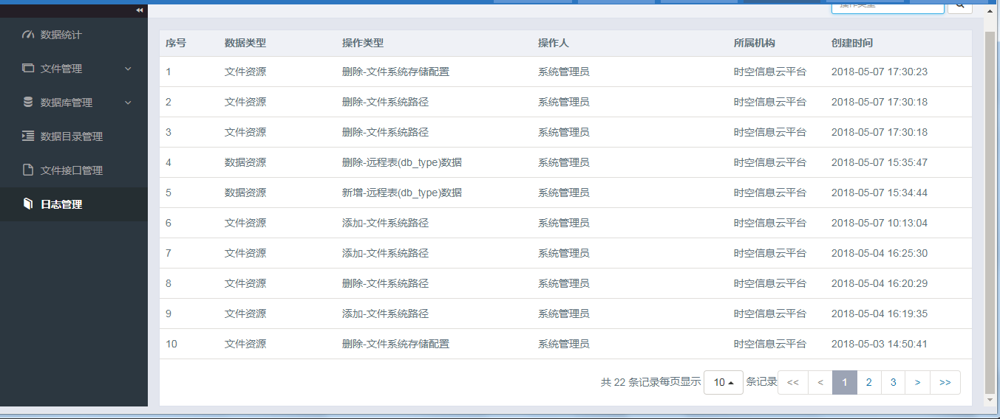 操作类型
数据统计
文件管理
数据库管理
数据目录管理
文件接口管理
日志管理
序号 数据类型 操作类型 操作人 所属机构 创建时间
1 文件资源 删除-文件系统存储配置 系统管理员 时空信息云平台 2018-05-07 17:30:23
2 文件资源 删除-文件系统路径 系统管理员 时空信息云平台 2018-05-07 17:30:18
3 文件资源 删除-文件系统路径 系统管理员 时空信息云平台 2018-05-07 17:30:18
4 数据资源 删除-远程表(db_type)数据 系统管理员 时空信息云平台 2018-05-07 15:35:47
5 数据资源 新增-远程表(db_type)数据 系统管理员 时空信息云平台 2018-05-07 15:34:44
6 文件资源 添加-文件系统路径 系统管理员 时空信息云平台 2018-05-07 10:13:04
7 文件资源 添加-文件系统路径 系统管理员 时空信息云平台 2018-05-04 16:25:30
8 文件资源 删除-文件系统路径 系统管理员 时空信息云平台 2018-05-04 16:20:29
9 文件资源 添加-文件系统路径 系统管理员 时空信息云平台 2018-05-04 16:19:35
10 文件资源 删除-文件系统存储配置 系统管理员 时空信息云平台 2018-05-03 14:50:41
共 22 条记录每页显示 10 条记录 << < 1 2 3 > >>